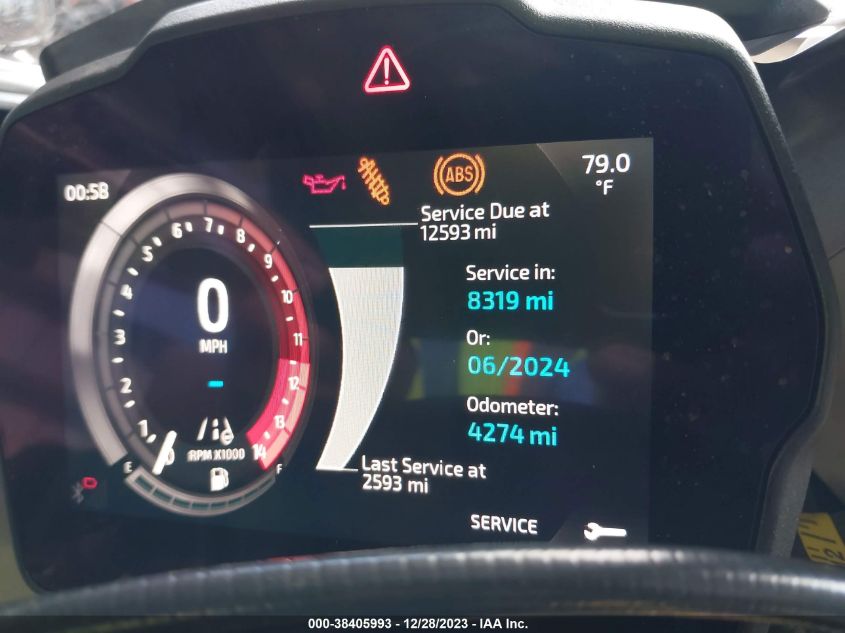 00:58
ABS
79.0
°F
Service Due at
12593 mi
Service in:
8319 mi
Or:
06/2024
Odometer:
4274 mi
Last Service at
2593 mi
SERVICE
0
MPH
-
RPM X1000
0 1 2 3 4 5 6 7 8 9 10 11 12 13 14
E F
000-38405993 - 12/28/2023 - IAA Inc.